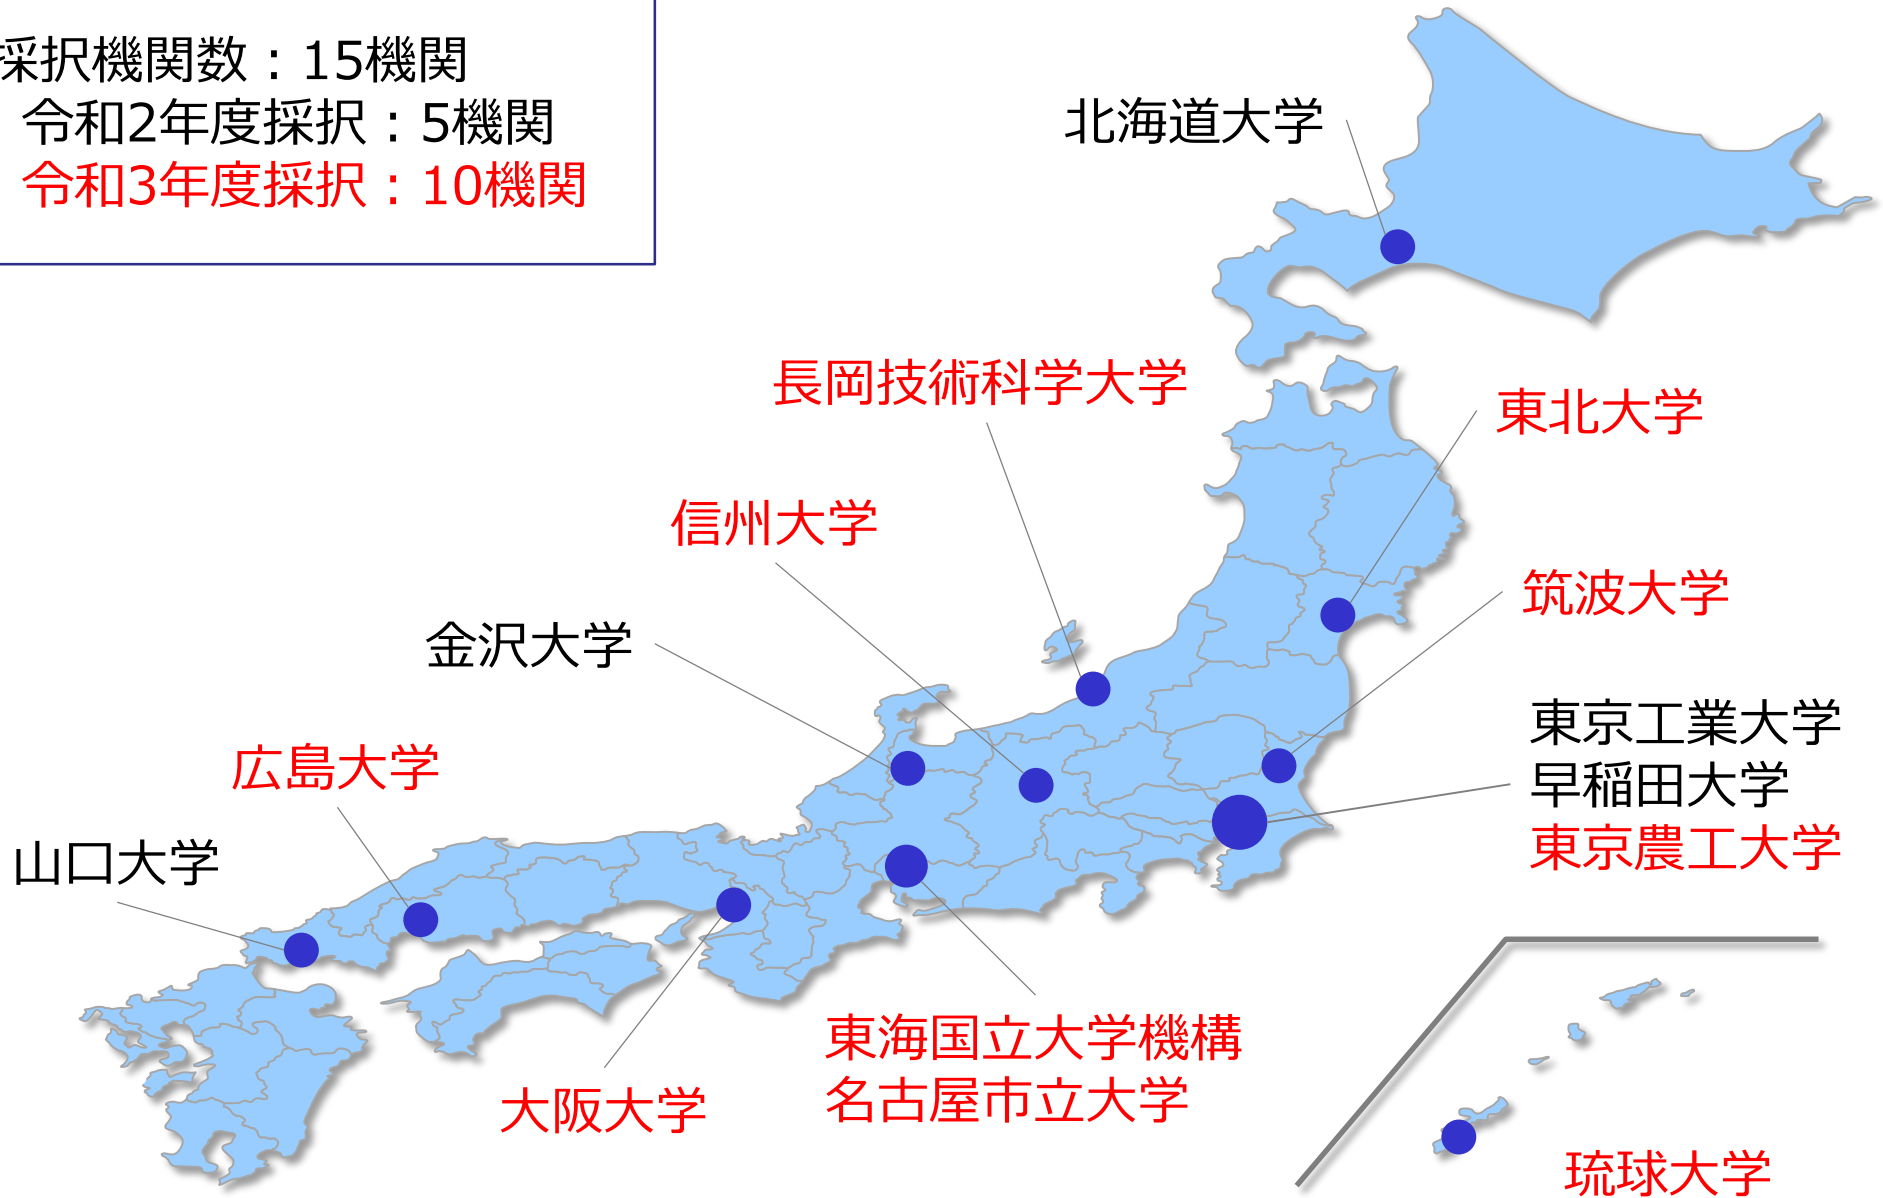 採択機関数：15機関
令和2年度採択：5機関
令和3年度採択：10機関
北海道大学
長岡技術科学大学
東北大学
信州大学
筑波大学
金沢大学
東京工業大学
早稲田大学
東京農工大学
広島大学
山口大学
東海国立大学機構
名古屋市立大学
大阪大学
琉球大学